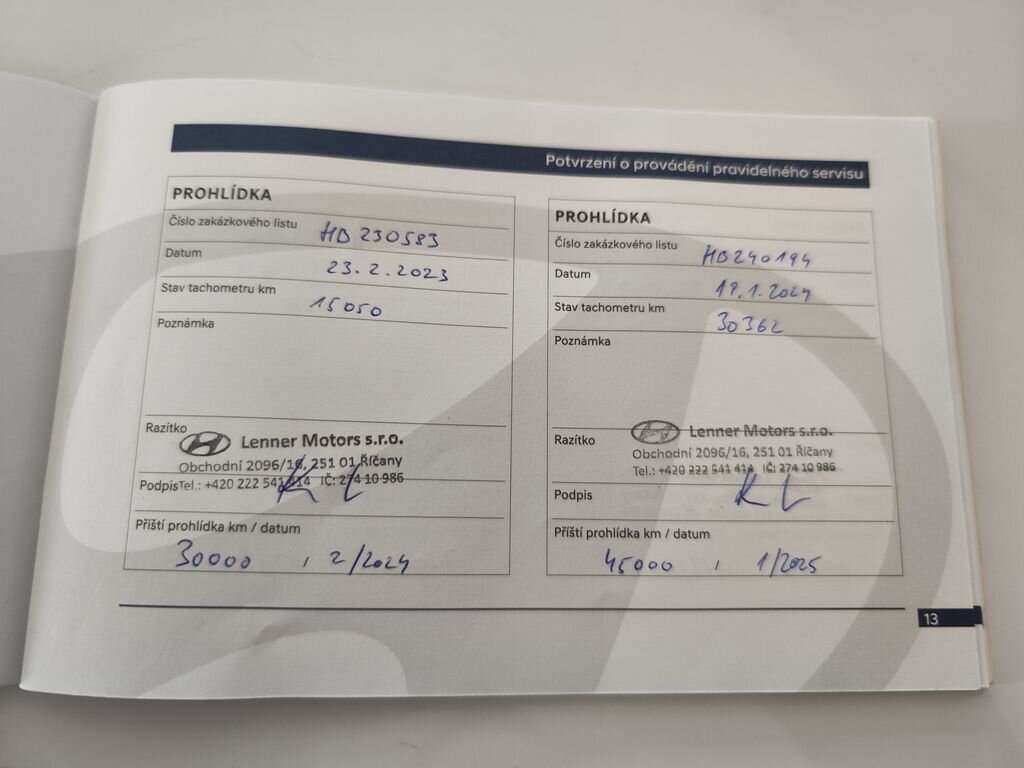 Potvrzení o provádění pravidelného servisu
PROHLÍDKA
Číslo zakázkového listu HB 230583
Datum 23.2.2023
Stav tachometru km 15050
Poznámka
Razítko
Lenner Motors s.r.o.
Obchodní 2096/16, 251 01 Říčany
Podpis Tel.: +420 222 541 414 IČ: 274 10 986
Příští prohlídka km / datum
30000 , 2/2024
PROHLÍDKA
Číslo zakázkového listu HB240194
Datum 19.1.2024
Stav tachometru km 30362
Poznámka
Razítko
Lenner Motors s.r.o.
Obchodní 2096/16, 251 01 Říčany
Tel.: +420 222 541 414 IČ: 274 10 986
Podpis
Příští prohlídka km / datum
45000 , 1/2025
13